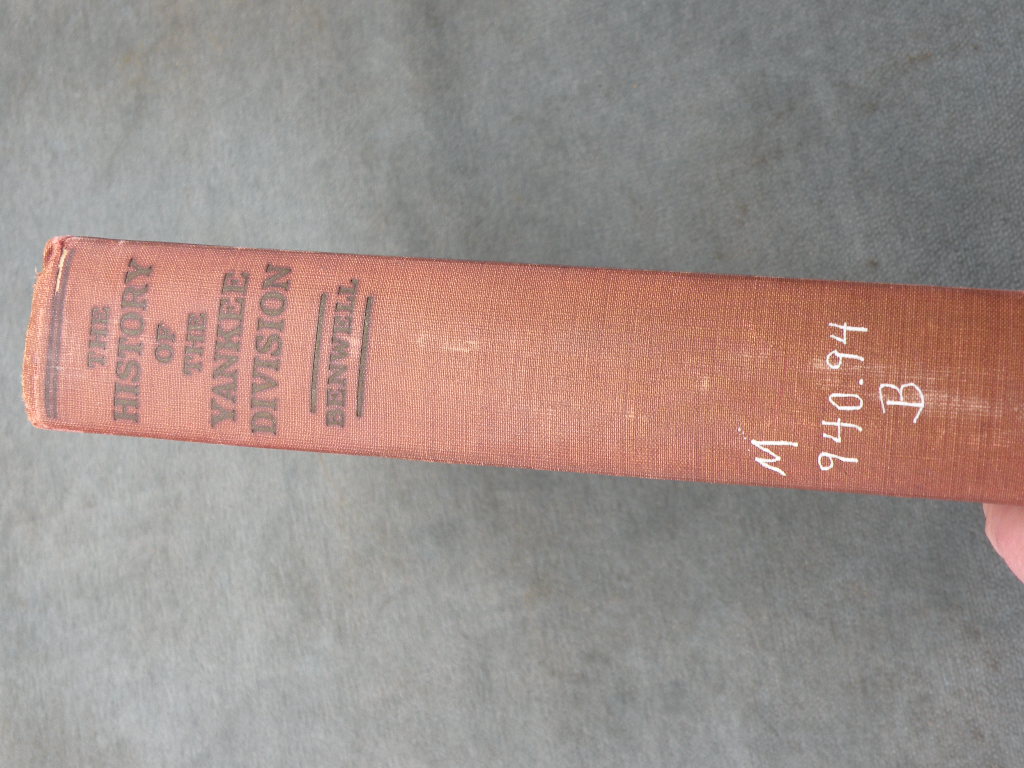 THE
HISTORY
OF
THE
YANKEE
DIVISION
BENWELL
M
940.94
B